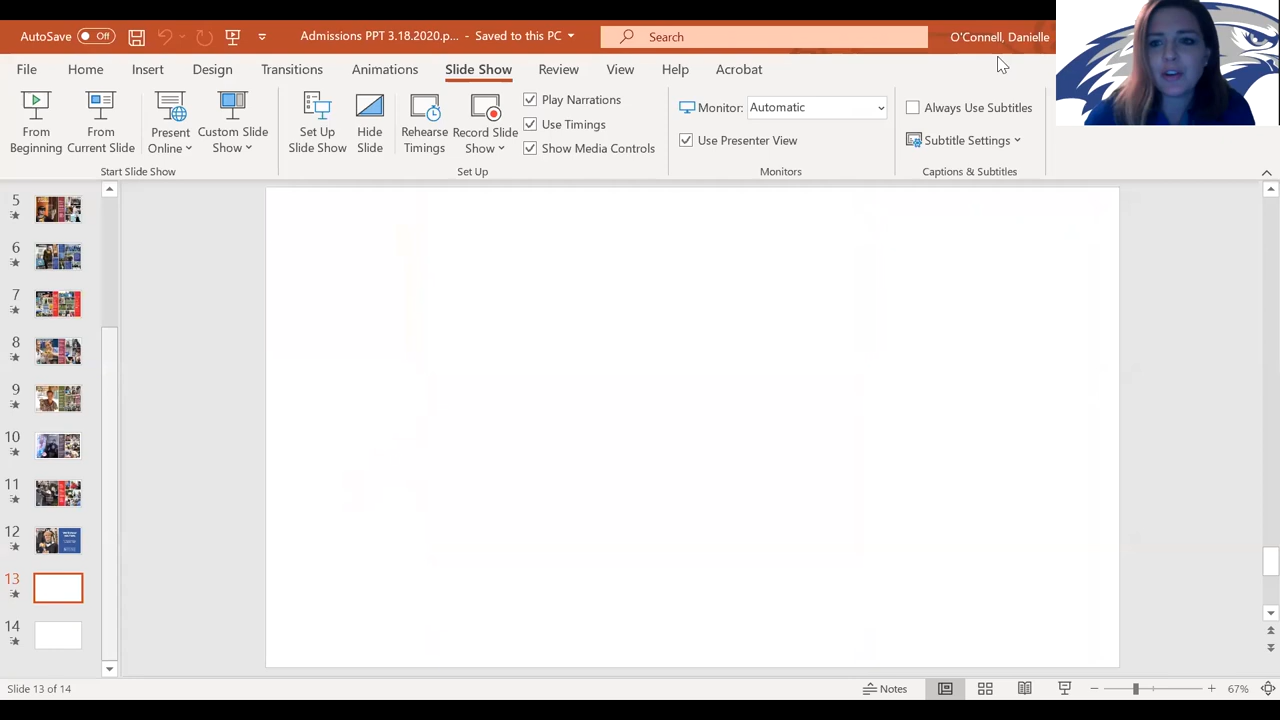 AutoSave Off Admissions PPT 3.18.2020.p... - Saved to this PC Search O'Connell, Danielle
File Home Insert Design Transitions Animations Slide Show Review View Help Acrobat
From Beginning
From Current Slide
Present Online
Custom Slide Show
Start Slide Show
Set Up Slide Show
Hide Slide
Rehearse Timings
Record Slide Show
Play Narrations
Use Timings
Show Media Controls
Set Up
Monitor: Automatic
Use Presenter View
Monitors
Always Use Subtitles
Subtitle Settings
Captions & Subtitles
5
6
7
8
9
10
11
12
13
14
Slide 13 of 14 Notes 67%